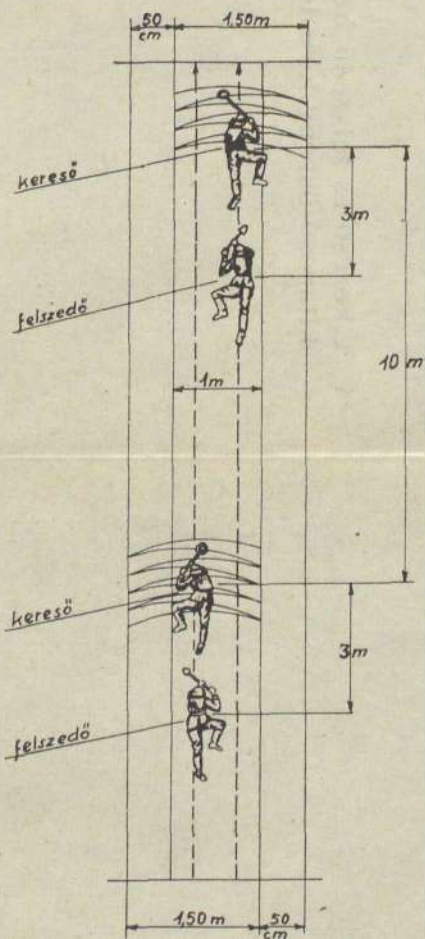 50
cm
1,50m
kereső
3m
felszedő
10 m
1m
kereső
3m
felszedő
1,50 m
50
cm